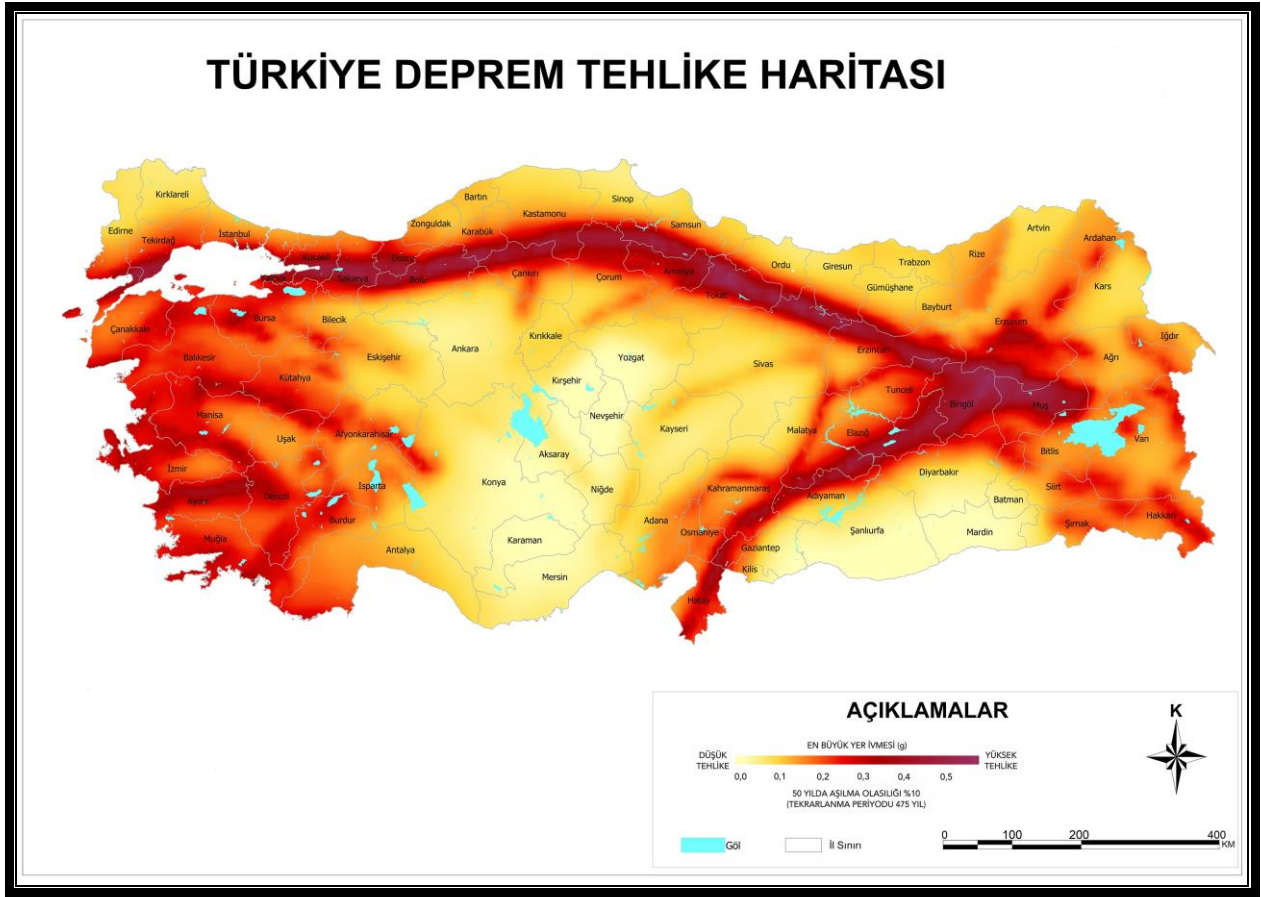 TÜRKİYE DEPREM TEHLİKE HARİTASI
Kırklareli
Edirne
Tekirdağ
İstanbul
Kocaeli
Yalova
Sakarya
Düzce
Bolu
Zonguldak
Bartın
Karabük
Kastamonu
Sinop
Samsun
Çankırı
Çorum
Amasya
Tokat
Ordu
Giresun
Trabzon
Gümüşhane
Rize
Bayburt
Artvin
Ardahan
Kars
Erzurum
Iğdır
Ağrı
Çanakkale
Bursa
Bilecik
Balıkesir
Kütahya
Eskişehir
Ankara
Kırıkkale
Yozgat
Kırşehir
Sivas
Erzincan
Tunceli
Bingöl
Muş
Manisa
Uşak
Afyonkarahisar
Nevşehir
Kayseri
Malatya
Elazığ
Bitlis
Van
İzmir
Aksaray
Isparta
Konya
Niğde
Kahramanmaraş
Adıyaman
Diyarbakır
Batman
Siirt
Aydın
Denizli
Burdur
Adana
Osmaniye
Şanlıurfa
Mardin
Şırnak
Hakkari
Muğla
Antalya
Karaman
Mersin
Gaziantep
Kilis
Hatay
AÇIKLAMALAR
K
EN BÜYÜK YER İVMESİ (g)
DÜŞÜK
TEHLİKE
YÜKSEK
TEHLİKE
0,0 0,1 0,2 0,3 0,4 0,5
50 YILDA AŞILMA OLASILIĞI %10
(TEKRARLANMA PERİYODU 475 YIL)
Göl
İl Sınırı
0 100 200 400
KM